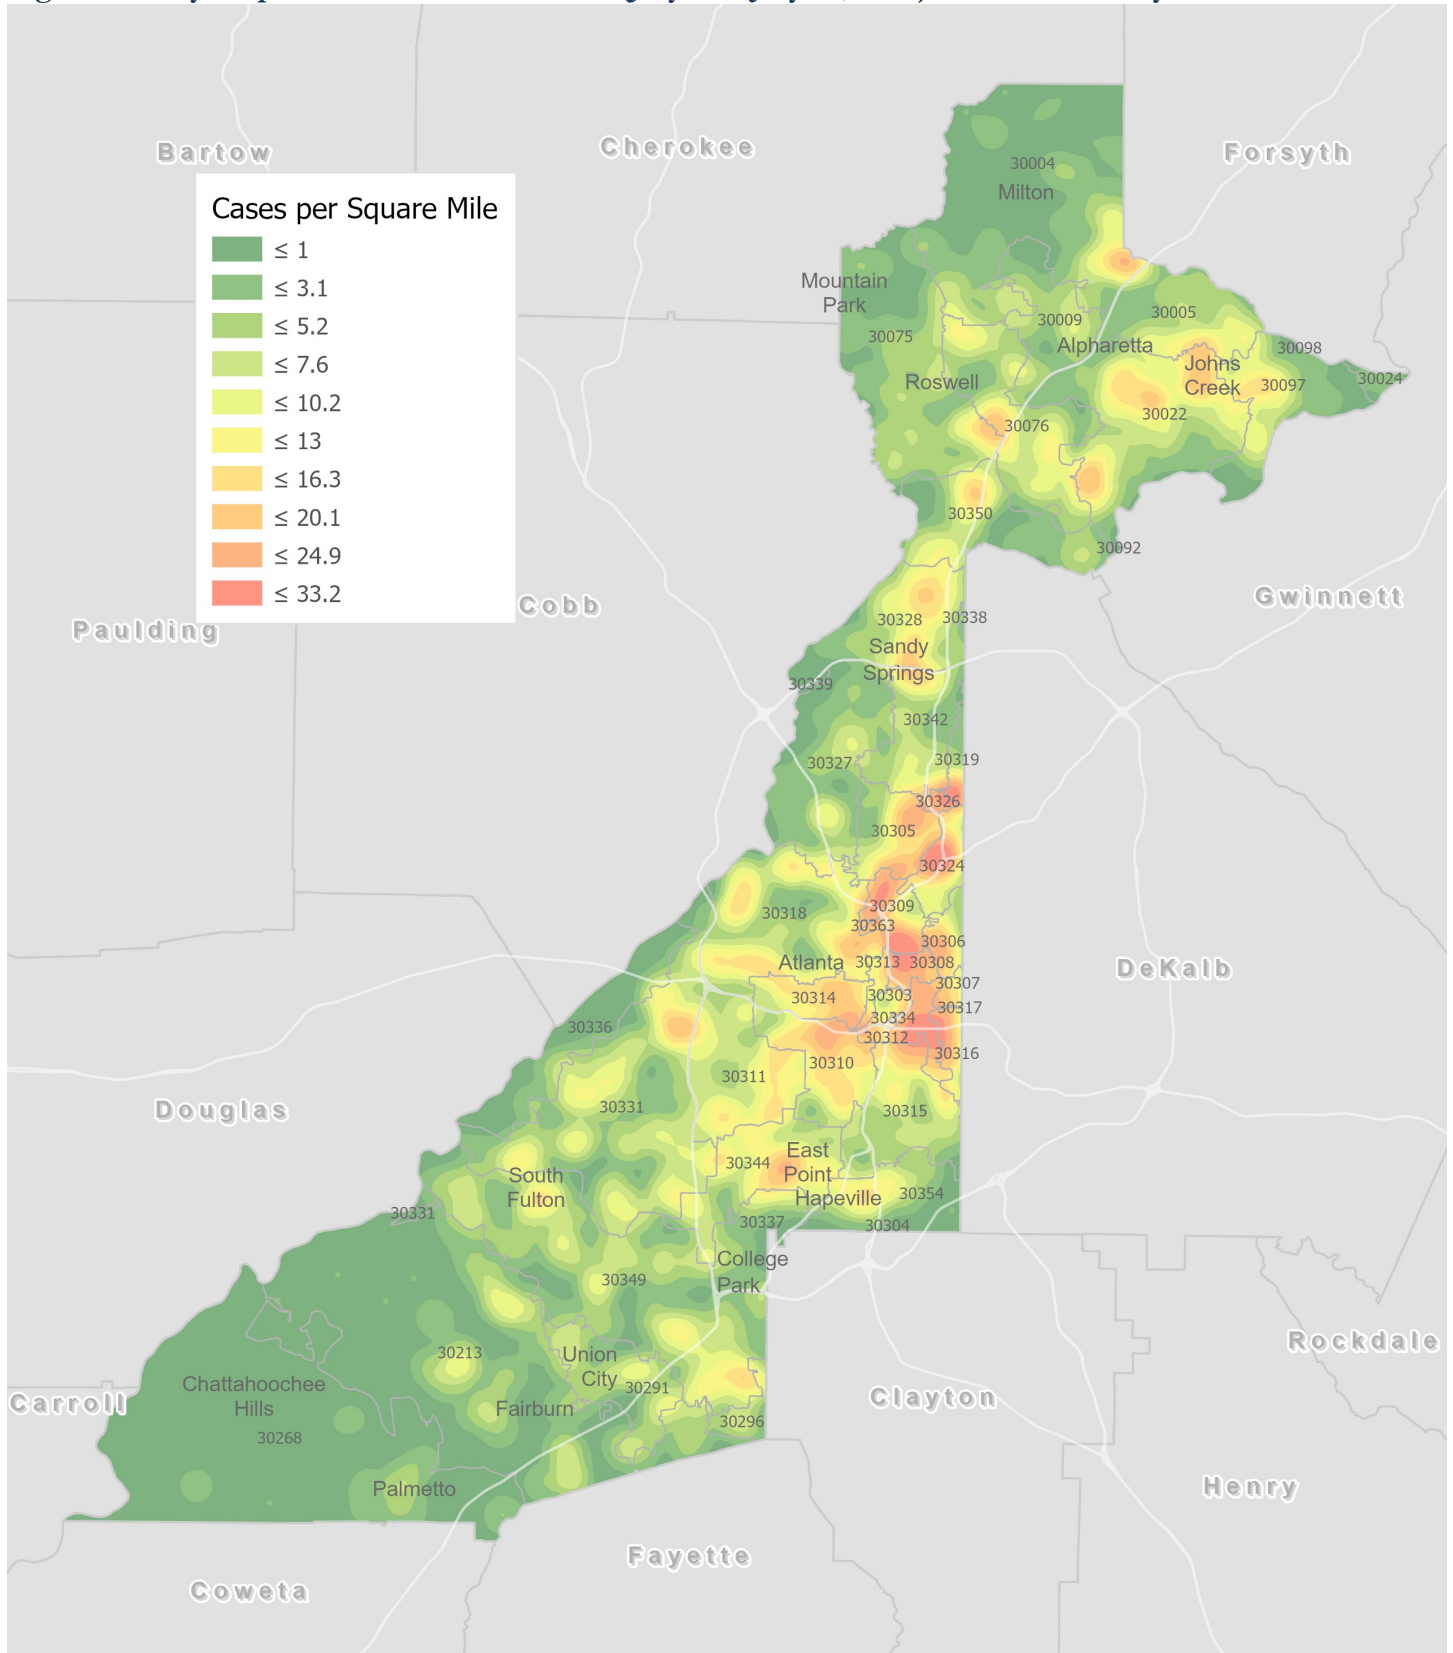 Bartow
Cherokee
Forsyth
Cases per Square Mile
≤ 1
≤ 3.1
≤ 5.2
≤ 7.6
≤ 10.2
≤ 13
≤ 16.3
≤ 20.1
≤ 24.9
≤ 33.2
30004
Milton
Mountain
Park
30075
30009
30005
Alpharetta
30098
Johns
Creek
30097
30024
Roswell
30022
30076
30350
30092
Cobb
Gwinnett
Paulding
30328
30338
Sandy
Springs
30339
30342
30327
30319
30326
30305
30324
30318
30309
30363
30306
Atlanta
30313
30308
DeKalb
30307
30314
30303
30317
30334
30336
30312
30316
30310
30311
30331
30315
Douglas
East
Point
30344
South
Fulton
Hapeville
30354
30331
30337
30304
College
Park
30349
Rockdale
30213
Union
City
30291
Chattahoochee
Hills
Carroll
Fairburn
30296
Clayton
30268
Palmetto
Henry
Fayette
Coweta